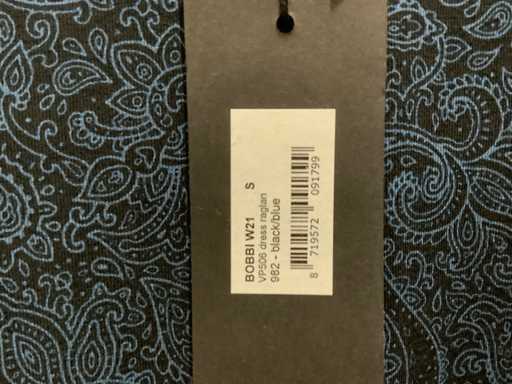 BOBBI W21 S
VP506 dress raglan
982 - black/blue
8 719572 091799